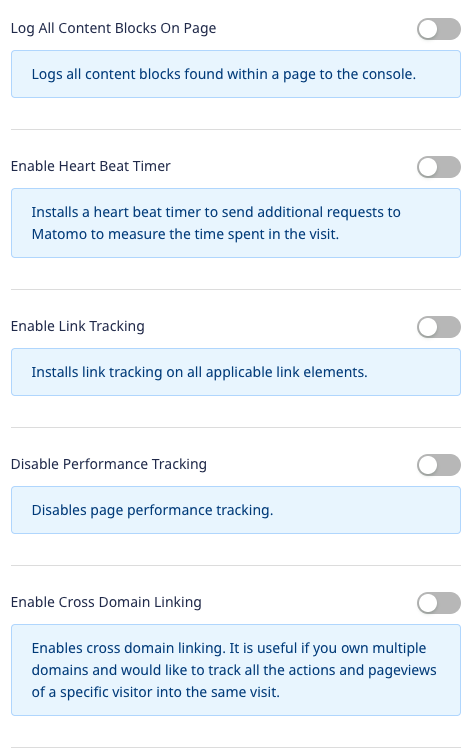 Log All Content Blocks On Page
Logs all content blocks found within a page to the console.
Enable Heart Beat Timer
Installs a heart beat timer to send additional requests to
Matomo to measure the time spent in the visit.
Enable Link Tracking
Installs link tracking on all applicable link elements.
Disable Performance Tracking
Disables page performance tracking.
Enable Cross Domain Linking
Enables cross domain linking. It is useful if you own multiple
domains and would like to track all the actions and pageviews
of a specific visitor into the same visit.